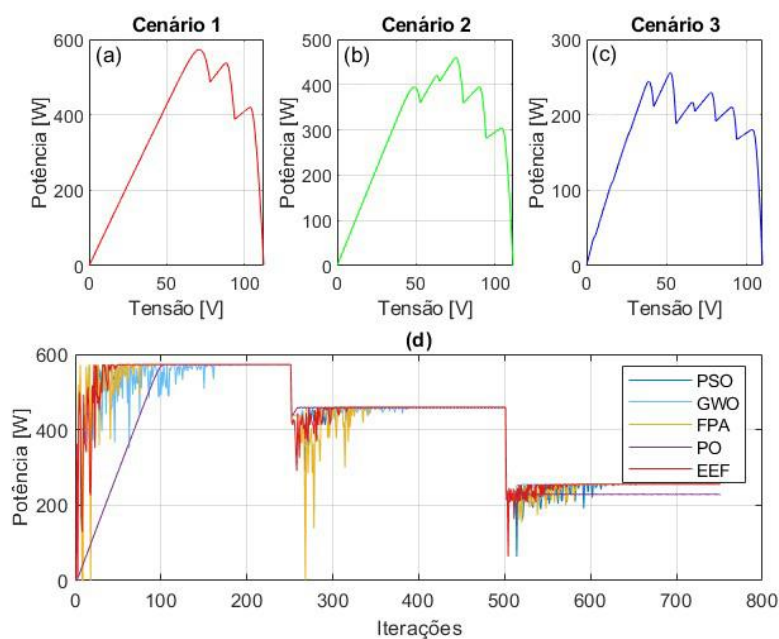 Cenário 1
Cenário 2
Cenário 3
(a)
(b)
(c)
600
400
200
0
Potência [W]
0
50
100
Tensão [V]
500
400
300
200
100
0
Potência [W]
0
50
100
Tensão [V]
300
200
100
0
Potência [W]
0
50
100
Tensão [V]
(d)
600
400
200
0
Potência [W]
PSO
GWO
FPA
PO
EEF
0
100
200
300
400
500
600
700
800
Iterações